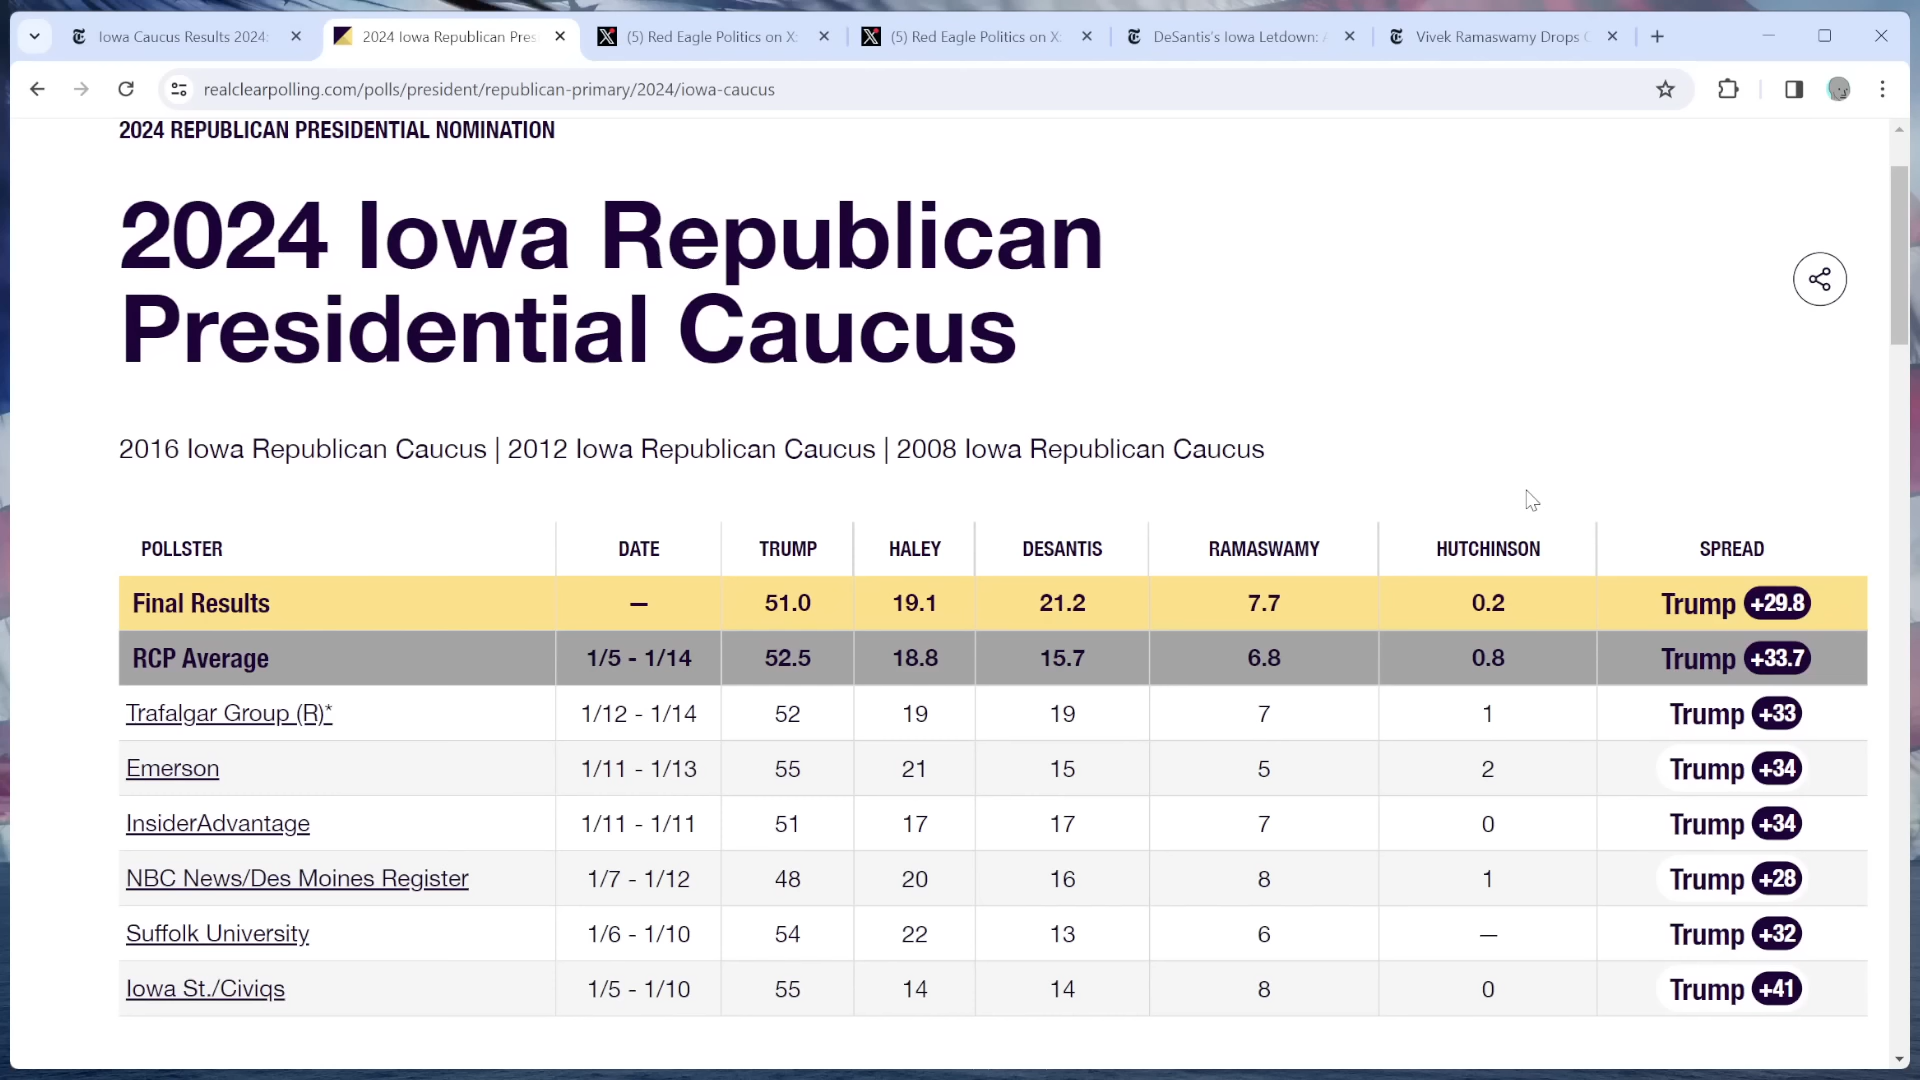 Iowa Caucus Results 2024:
2024 Iowa Republican Pres
(5) Red Eagle Politics on X:
(5) Red Eagle Politics on X:
DeSantis's Iowa Letdown: A
Vivek Ramaswamy Drops O
realclearpolling.com/polls/president/republican-primary/2024/iowa-caucus
2024 REPUBLICAN PRESIDENTIAL NOMINATION
2024 Iowa Republican
Presidential Caucus
2016 Iowa Republican Caucus | 2012 Iowa Republican Caucus | 2008 Iowa Republican Caucus
POLLSTER DATE TRUMP HALEY DESANTIS RAMASWAMY HUTCHINSON SPREAD
Final Results — 51.0 19.1 21.2 7.7 0.2 Trump +29.8
RCP Average 1/5 - 1/14 52.5 18.8 15.7 6.8 0.8 Trump +33.7
Trafalgar Group (R)* 1/12 - 1/14 52 19 19 7 1 Trump +33
Emerson 1/11 - 1/13 55 21 15 5 2 Trump +34
InsiderAdvantage 1/11 - 1/11 51 17 17 7 0 Trump +34
NBC News/Des Moines Register 1/7 - 1/12 48 20 16 8 1 Trump +28
Suffolk University 1/6 - 1/10 54 22 13 6 — Trump +32
Iowa St./Civiqs 1/5 - 1/10 55 14 14 8 0 Trump +41